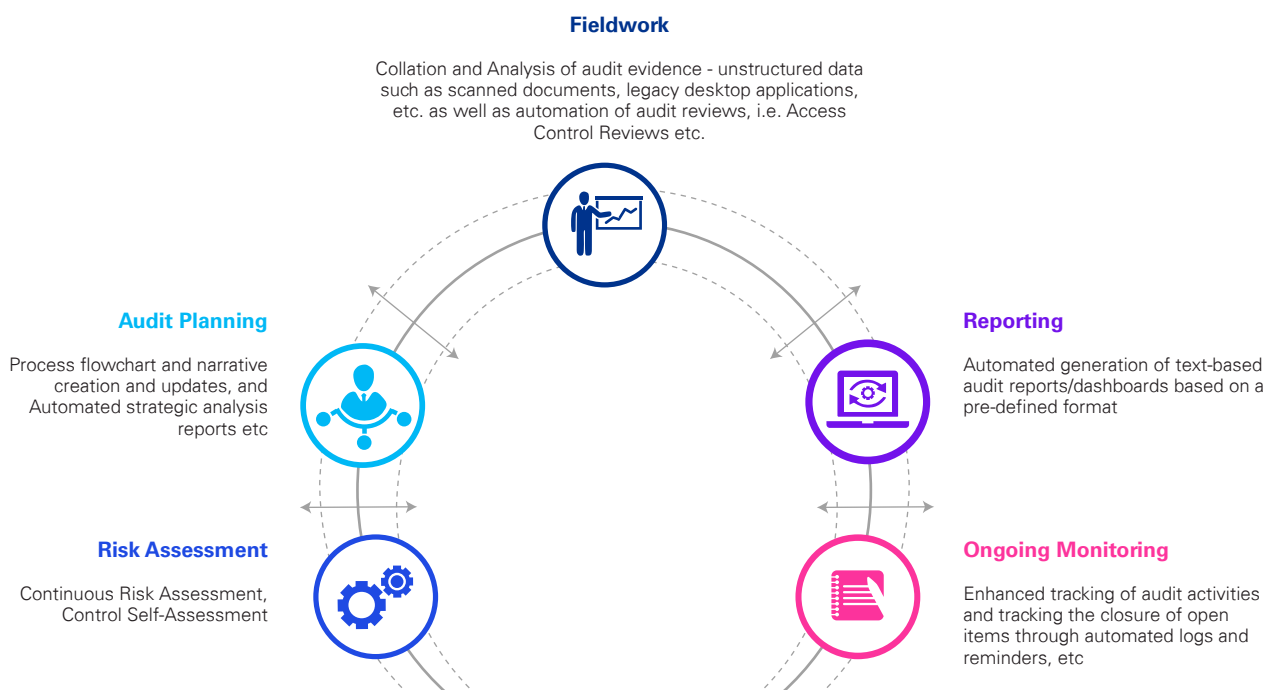 Fieldwork
Collation and Analysis of audit evidence - unstructured data
such as scanned documents, legacy desktop applications,
etc. as well as automation of audit reviews, i.e. Access
Control Reviews etc.
Audit Planning
Process flowchart and narrative
creation and updates, and
Automated strategic analysis
reports etc
Reporting
Automated generation of text-based
audit reports/dashboards based on a
pre-defined format
Risk Assessment
Continuous Risk Assessment,
Control Self-Assessment
Ongoing Monitoring
Enhanced tracking of audit activities
and tracking the closure of open
items through automated logs and
reminders, etc